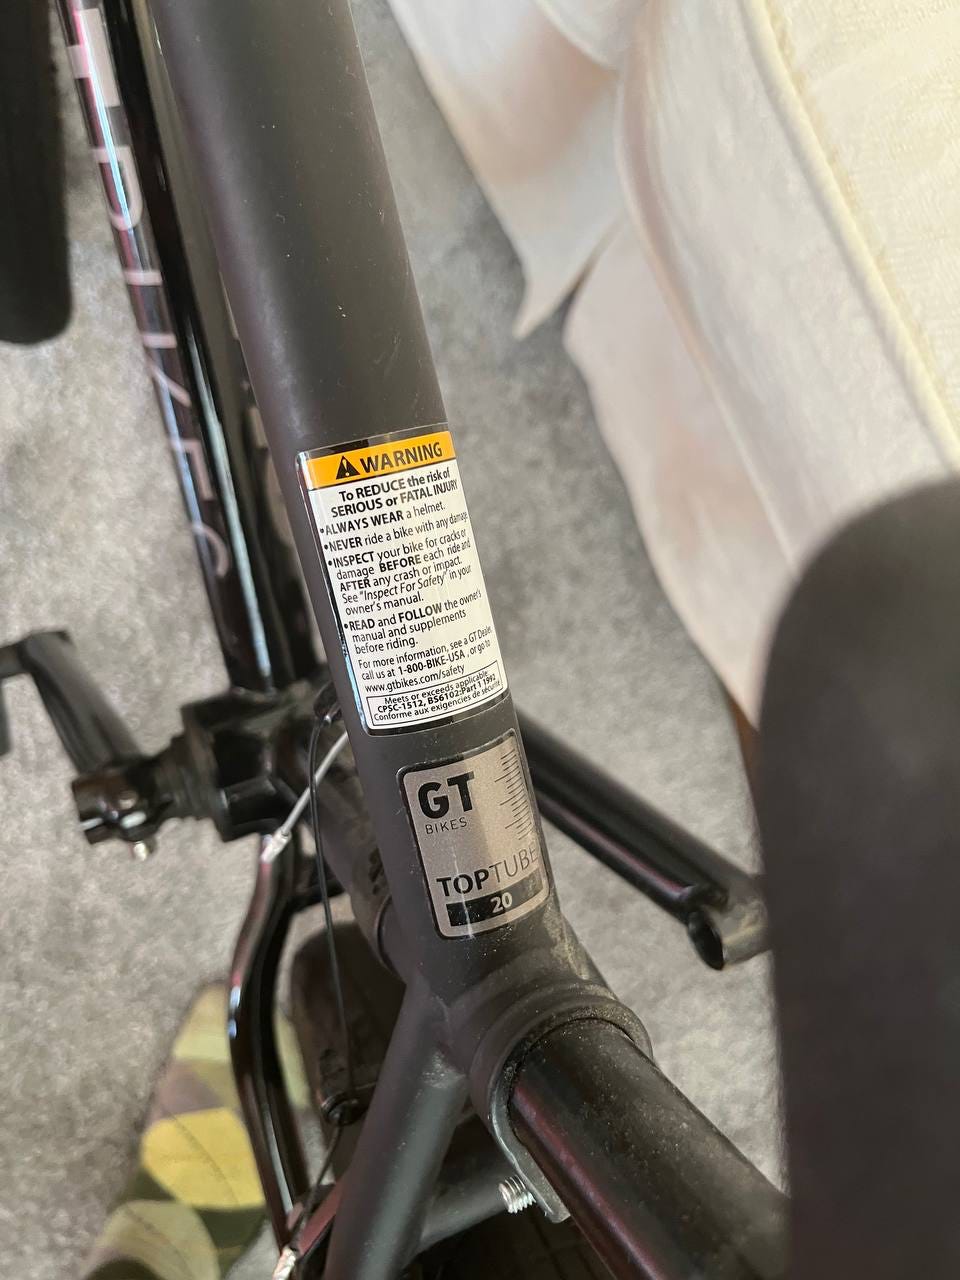 WARNING
To REDUCE the risk of
SERIOUS or FATAL INJURY
•ALWAYS WEAR a helmet.
•NEVER ride a bike with any damage
•INSPECT your bike for cracks or
damage BEFORE each ride and
AFTER any crash or impact.
See "Inspect For Safety" in your
owner's manual.
•READ and FOLLOW the owner's
manual and supplements
before riding.
For more information, see a GT Dealer,
call us at 1-800-BIKE-USA, or go to
www.gtbikes.com/safety
Meets or exceeds applicable
CPSC-1512, BS6102:Part 1 1992
Conforme aux exigencies de sécurité
GT
BIKES
TOPTUBE
20